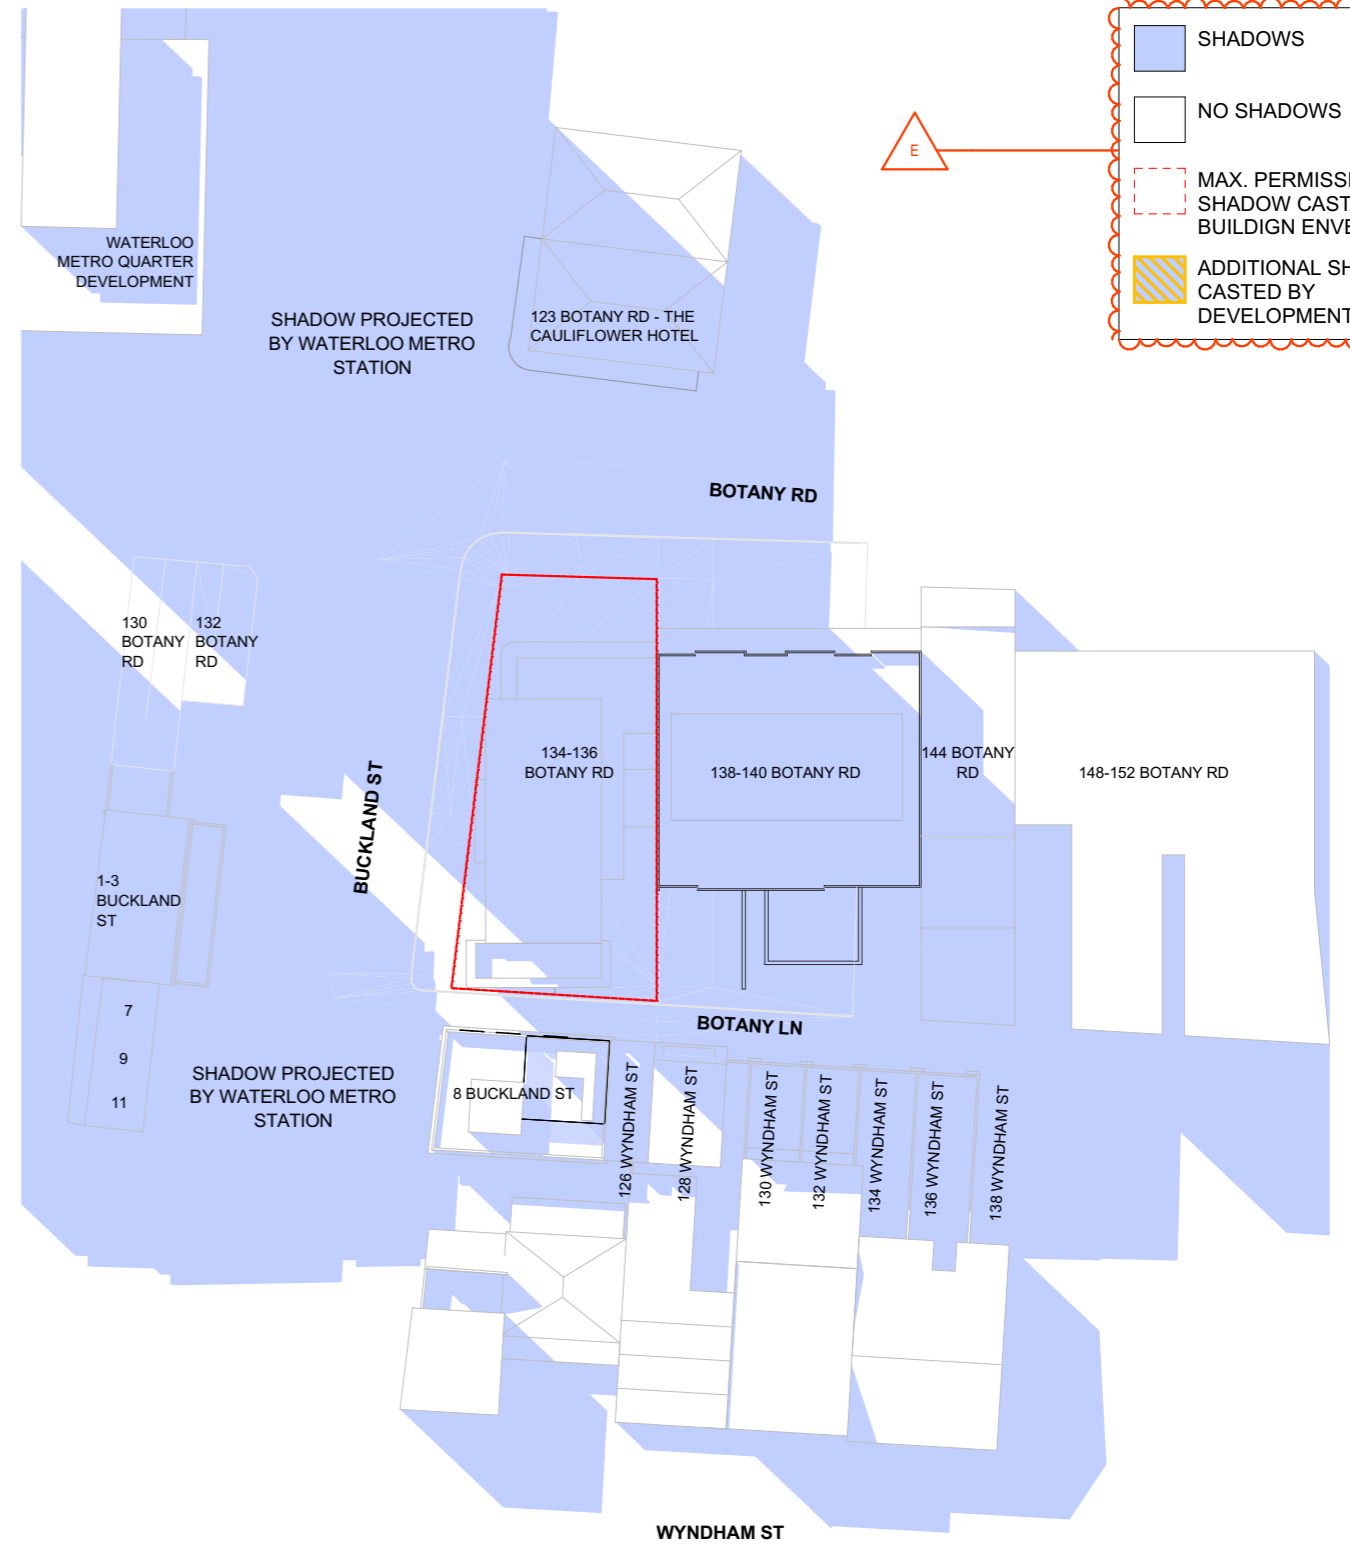 SHADOWS
NO SHADOWS
SHADOW CAST
BUILDIGN ENVE
ADDITIONAL SH
CASTED BY
DEVELOPMENT
MAX. PERMISSI
E
WATERLOO
METRO QUARTER
DEVELOPMENT
SHADOW PROJECTED
BY WATERLOO METRO
STATION
123 BOTANY RD - THE
CAULIFLOWER HOTEL
BOTANY RD
130
BOTANY
RD
132
BOTANY
RD
BUCKLAND ST
134-136
BOTANY RD
138-140 BOTANY RD
144 BOTANY
RD
148-152 BOTANY RD
1-3
BUCKLAND
ST
7
9
11
SHADOW PROJECTED
BY WATERLOO METRO
STATION
BOTANY LN
8 BUCKLAND ST
126 WYNDHAM ST
128 WYNDHAM ST
130 WYNDHAM ST
132 WYNDHAM ST
134 WYNDHAM ST
136 WYNDHAM ST
138 WYNDHAM ST
WYNDHAM ST